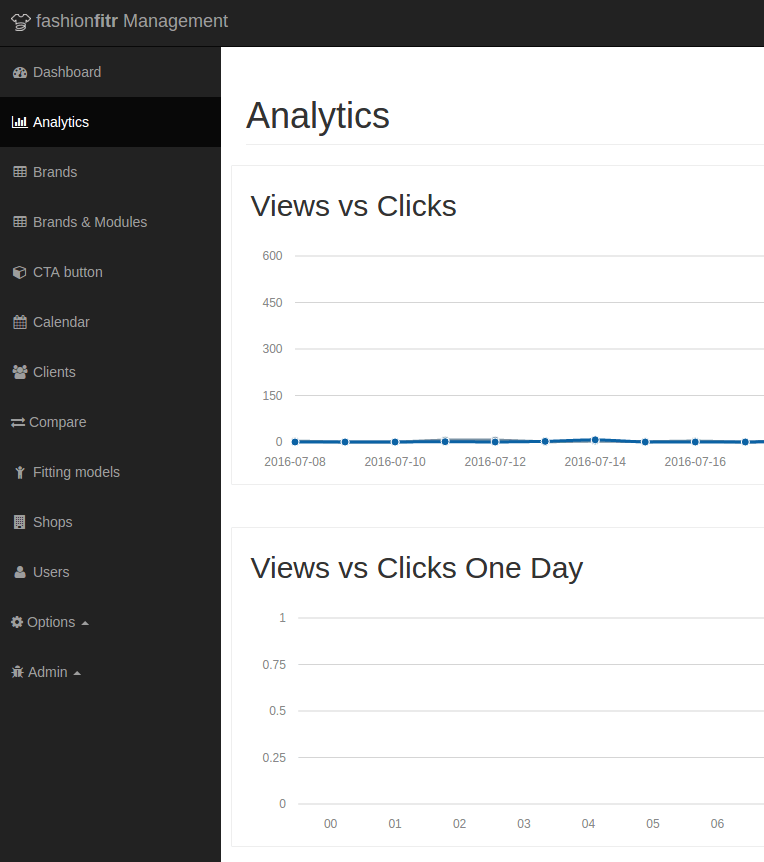 fashionfitr Management
Dashboard
Analytics
Brands
Brands & Modules
CTA button
Calendar
Clients
Compare
Fitting models
Shops
Users
Options
Admin
Analytics
Views vs Clicks
600
450
300
150
0
2016-07-08 2016-07-10 2016-07-12 2016-07-14 2016-07-16
Views vs Clicks One Day
1
0.75
0.5
0.25
0
00 01 02 03 04 05 06